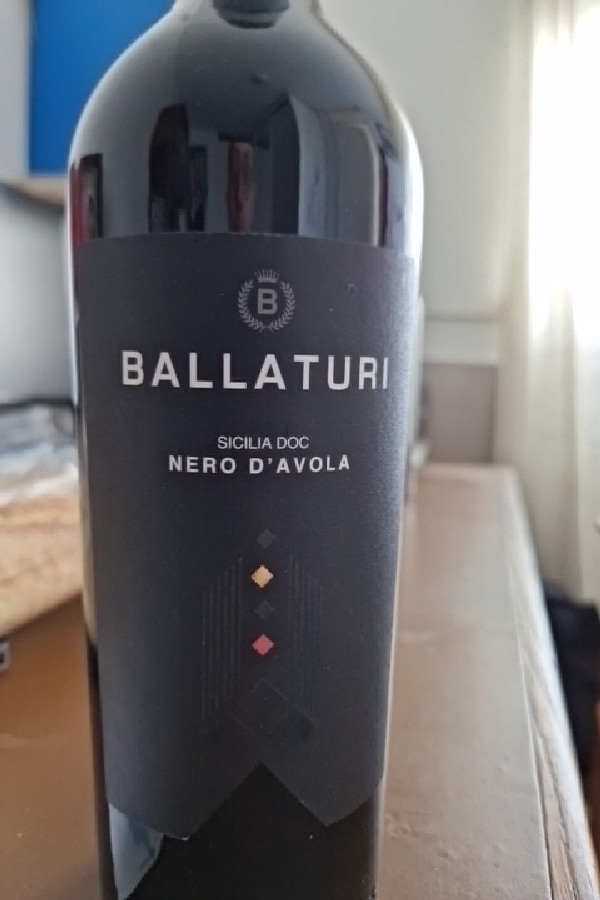 B
BALLATURI
SICILIA DOC
NERO D'AVOLA